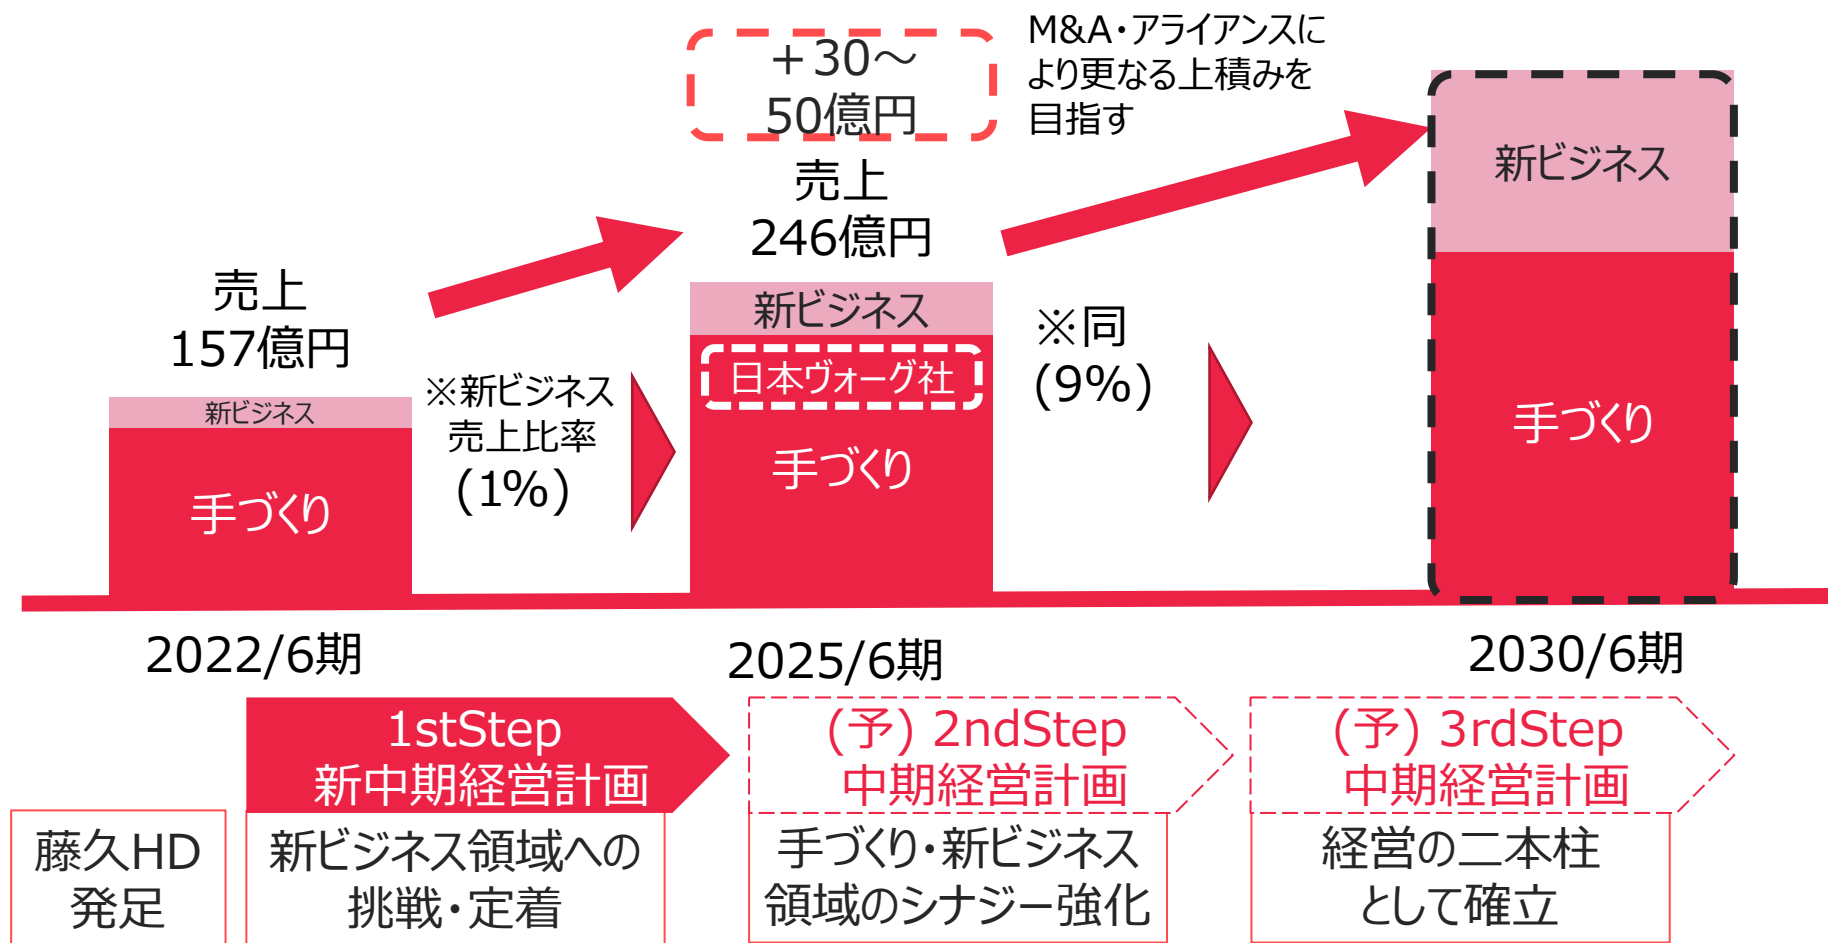 +30～
50億円
M&A・アライアンスに
より更なる上積みを
目指す
売上
246億円
売上
157億円
新ビジネス
手づくり
※新ビジネス
売上比率
(1%)
新ビジネス
日本ヴォーグ社
手づくり
※同
(9%)
新ビジネス
手づくり
2022/6期
2025/6期
2030/6期
1stStep
新中期経営計画
(予) 2ndStep
中期経営計画
(予) 3rdStep
中期経営計画
藤久HD
発足
新ビジネス領域への
挑戦・定着
手づくり・新ビジネス
領域のシナジー強化
経営の二本柱
として確立